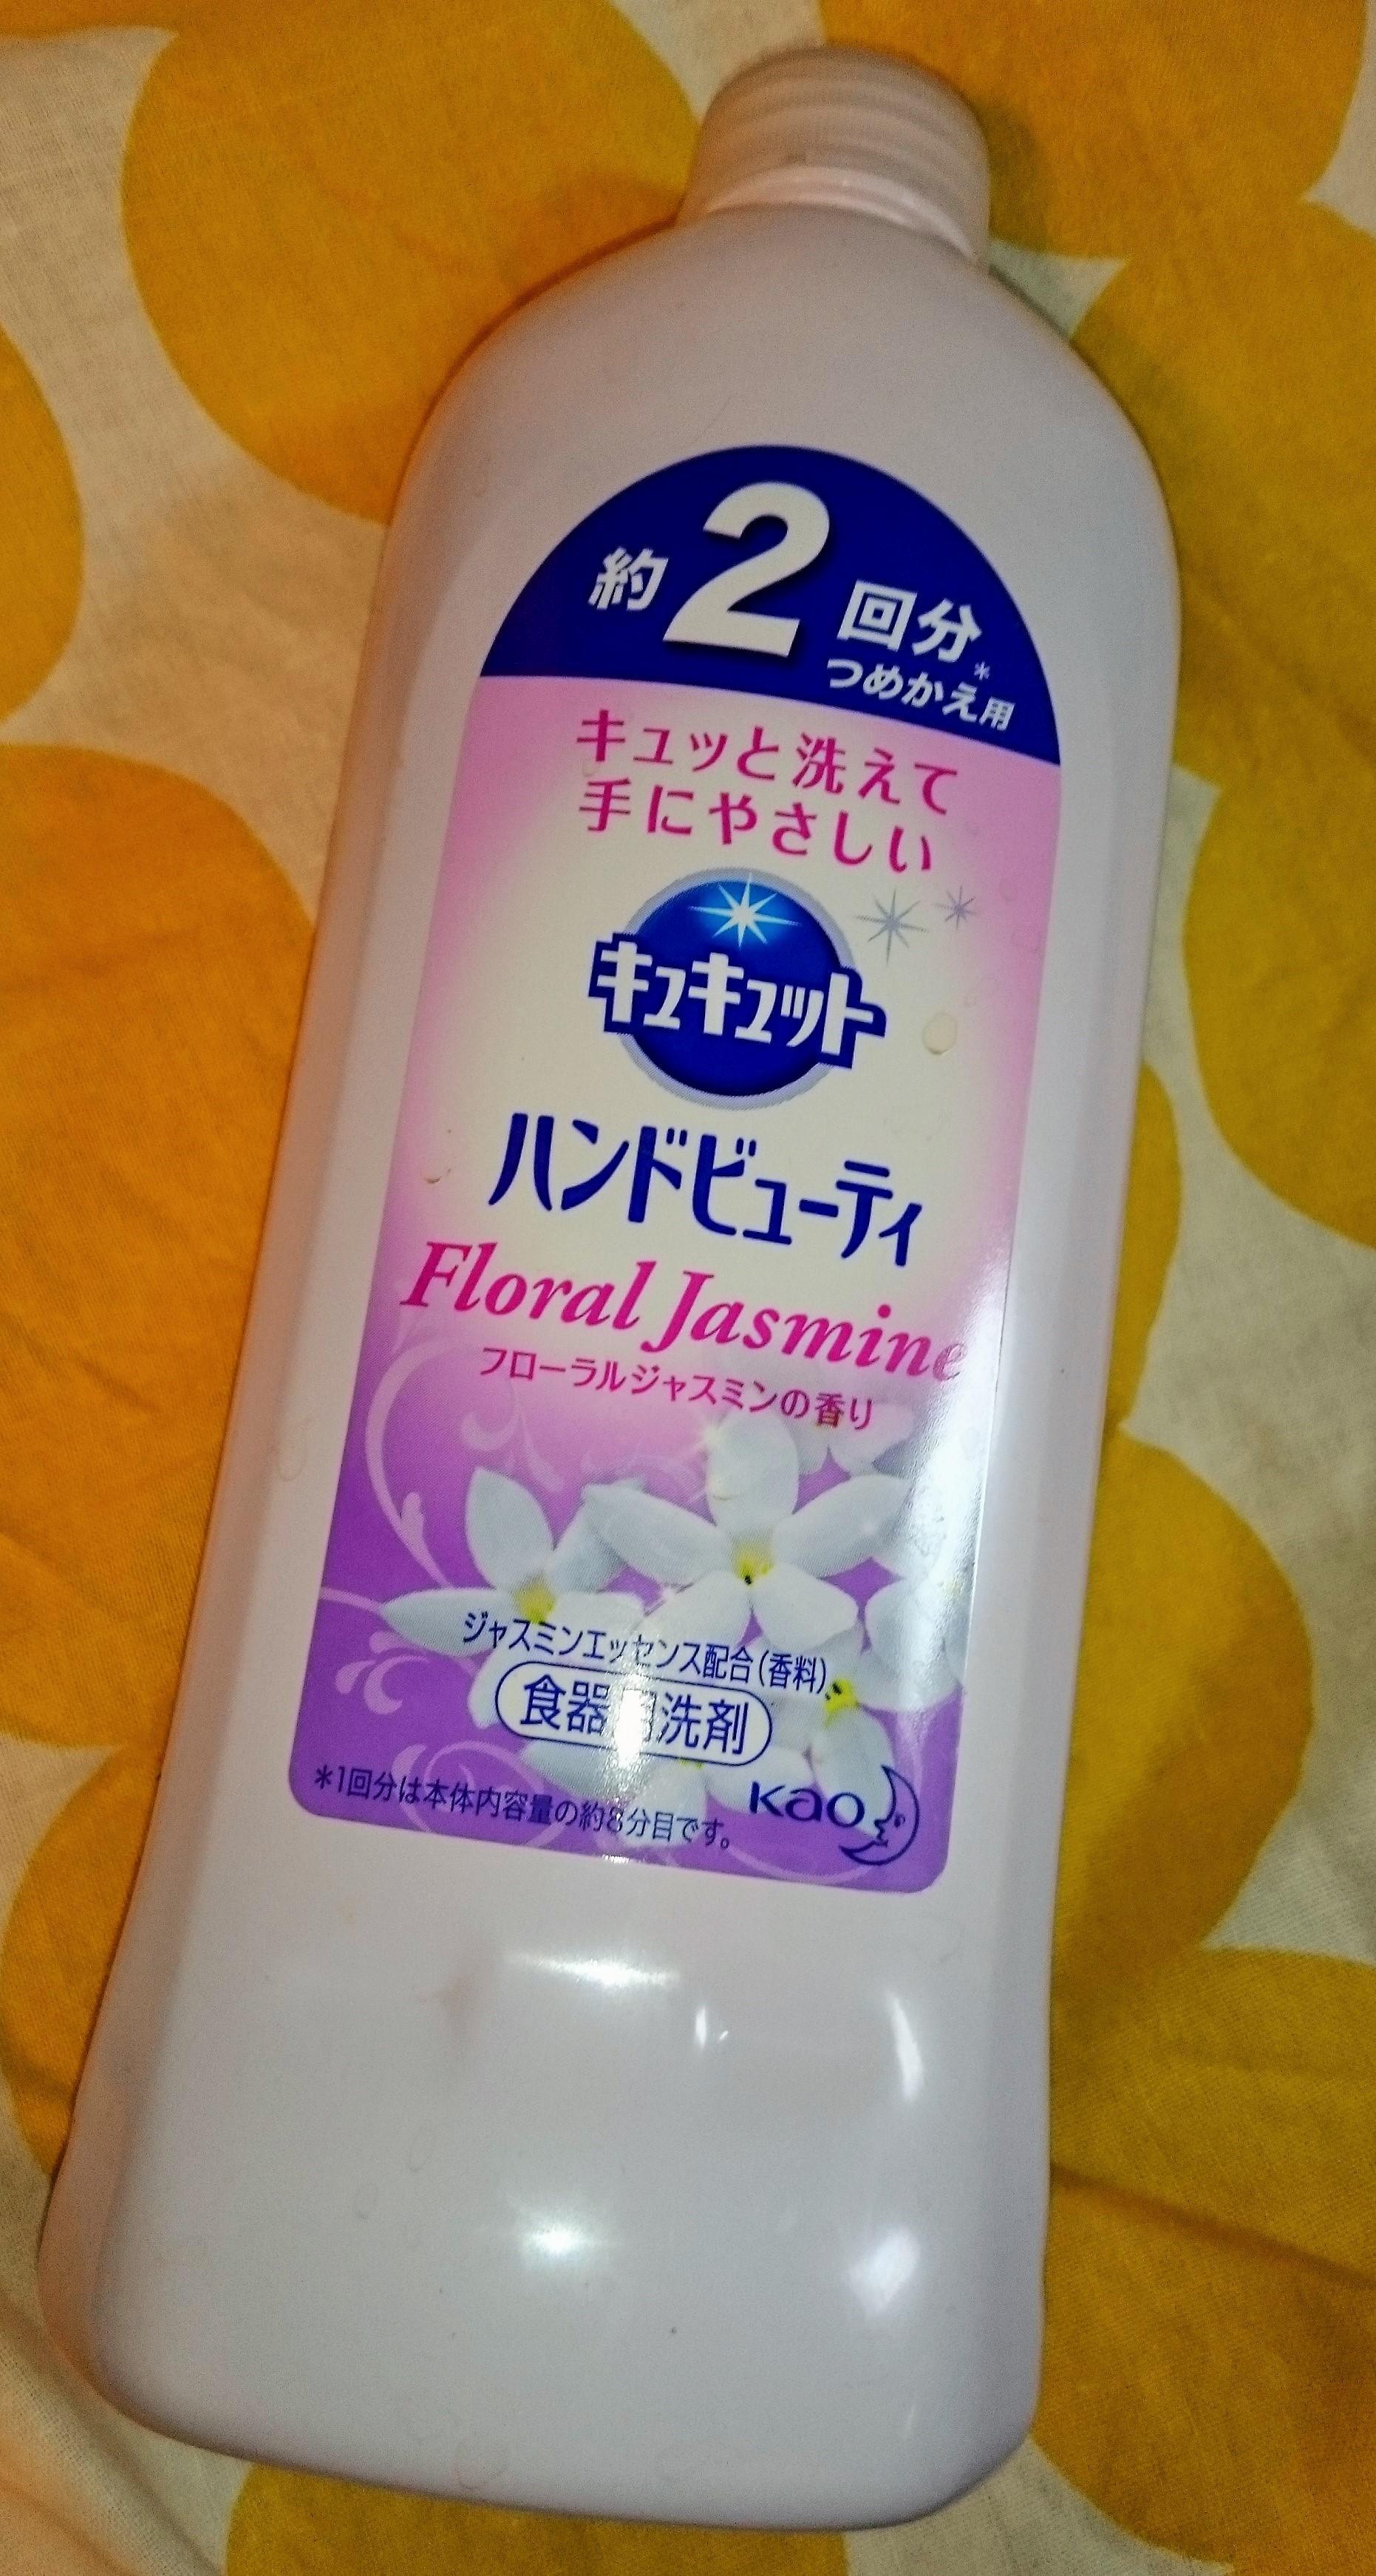 約2回分*
つめかえ用
キュッと洗えて
手にやさしい
キュキュット
ハンドビューティ
Floral Jasmine
フローラルジャスミンの香り
ジャスミンエッセンス配合(香料)
食器用洗剤
*1回分は本体内容量の約8分目です。
Kao